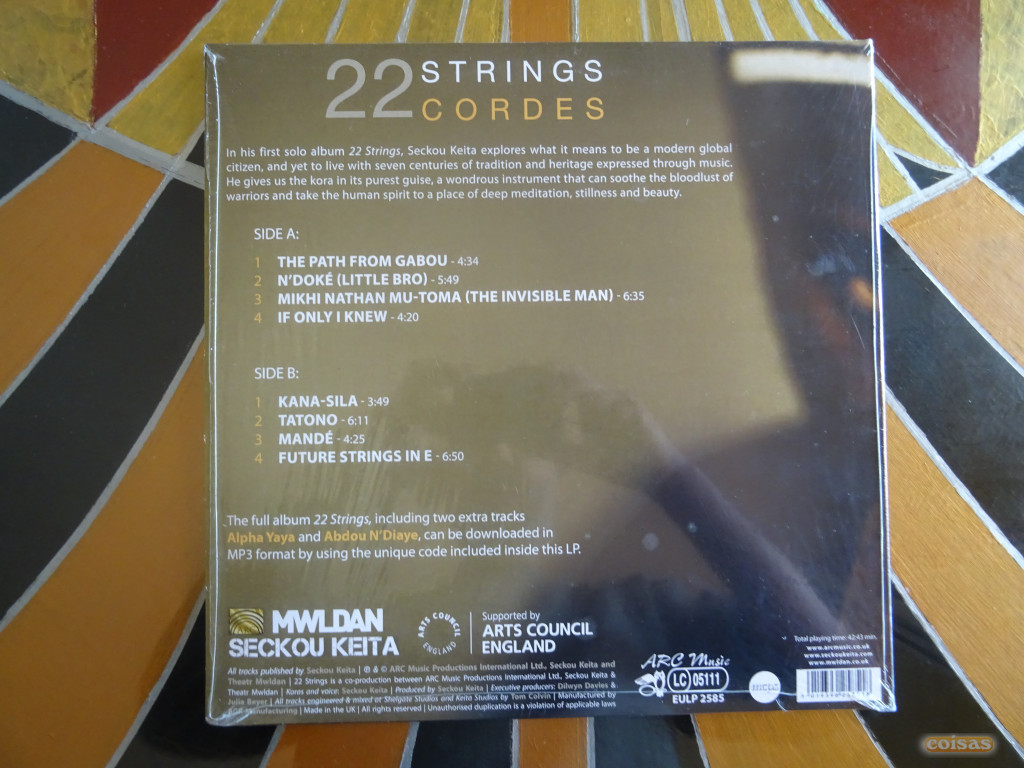 22 STRINGS
CORDES
In his first solo album 22 Strings, Seckou Keita explores what it means to be a modern global
citizen, and yet to live with seven centuries of tradition and heritage expressed through music.
He gives us the kora in its purest guise, a wondrous instrument that can soothe the bloodlust of
warriors and take the human spirit to a place of deep meditation, stillness and beauty.
SIDE A:
1 THE PATH FROM GABOU - 4:34
2 N'DOKÉ (LITTLE BRO) - 5:49
3 MIKHI NATHAN MU-TOMA (THE INVISIBLE MAN) - 6:35
4 IF ONLY I KNEW - 4:20
SIDE B:
1 KANA-SILA - 3:49
2 TATONO - 6:11
3 MANDÉ - 4:25
4 FUTURE STRINGS IN E - 6:50
The full album 22 Strings, including two extra tracks
Alpha Yaya and Abdou N'Diaye, can be downloaded in
MP3 format by using the unique code included inside this LP.
MWLDAN
SECKOU KEITA
ARTS COUNCIL ENGLAND
Supported by
ARTS COUNCIL
ENGLAND
All tracks published by Seckou Keita | ℗ & © ARC Music Productions International Ltd., Seckou Keita and
Theatr Mwldan | 22 Strings is a co-production between ARC Music Productions International Ltd., Seckou Keita &
Theatr Mwldan | Koras and voice: Seckou Keita | Produced by Seckou Keita | Executive producers: Dilwyn Davies &
Julia Beyer | All tracks engineered & mixed at Shelgate Studios and Keita Studios by Tom Colvin | Manufactured by
Manufacturing | Made in the UK | All rights reserved | Unauthorised duplication is a violation of applicable laws
ARC Music
LC 05111
EULP 2585
Total playing time: 42:43 min.
www.arcmusic.co.uk
www.seckoukeita.com
www.mwldan.co.uk
coisas